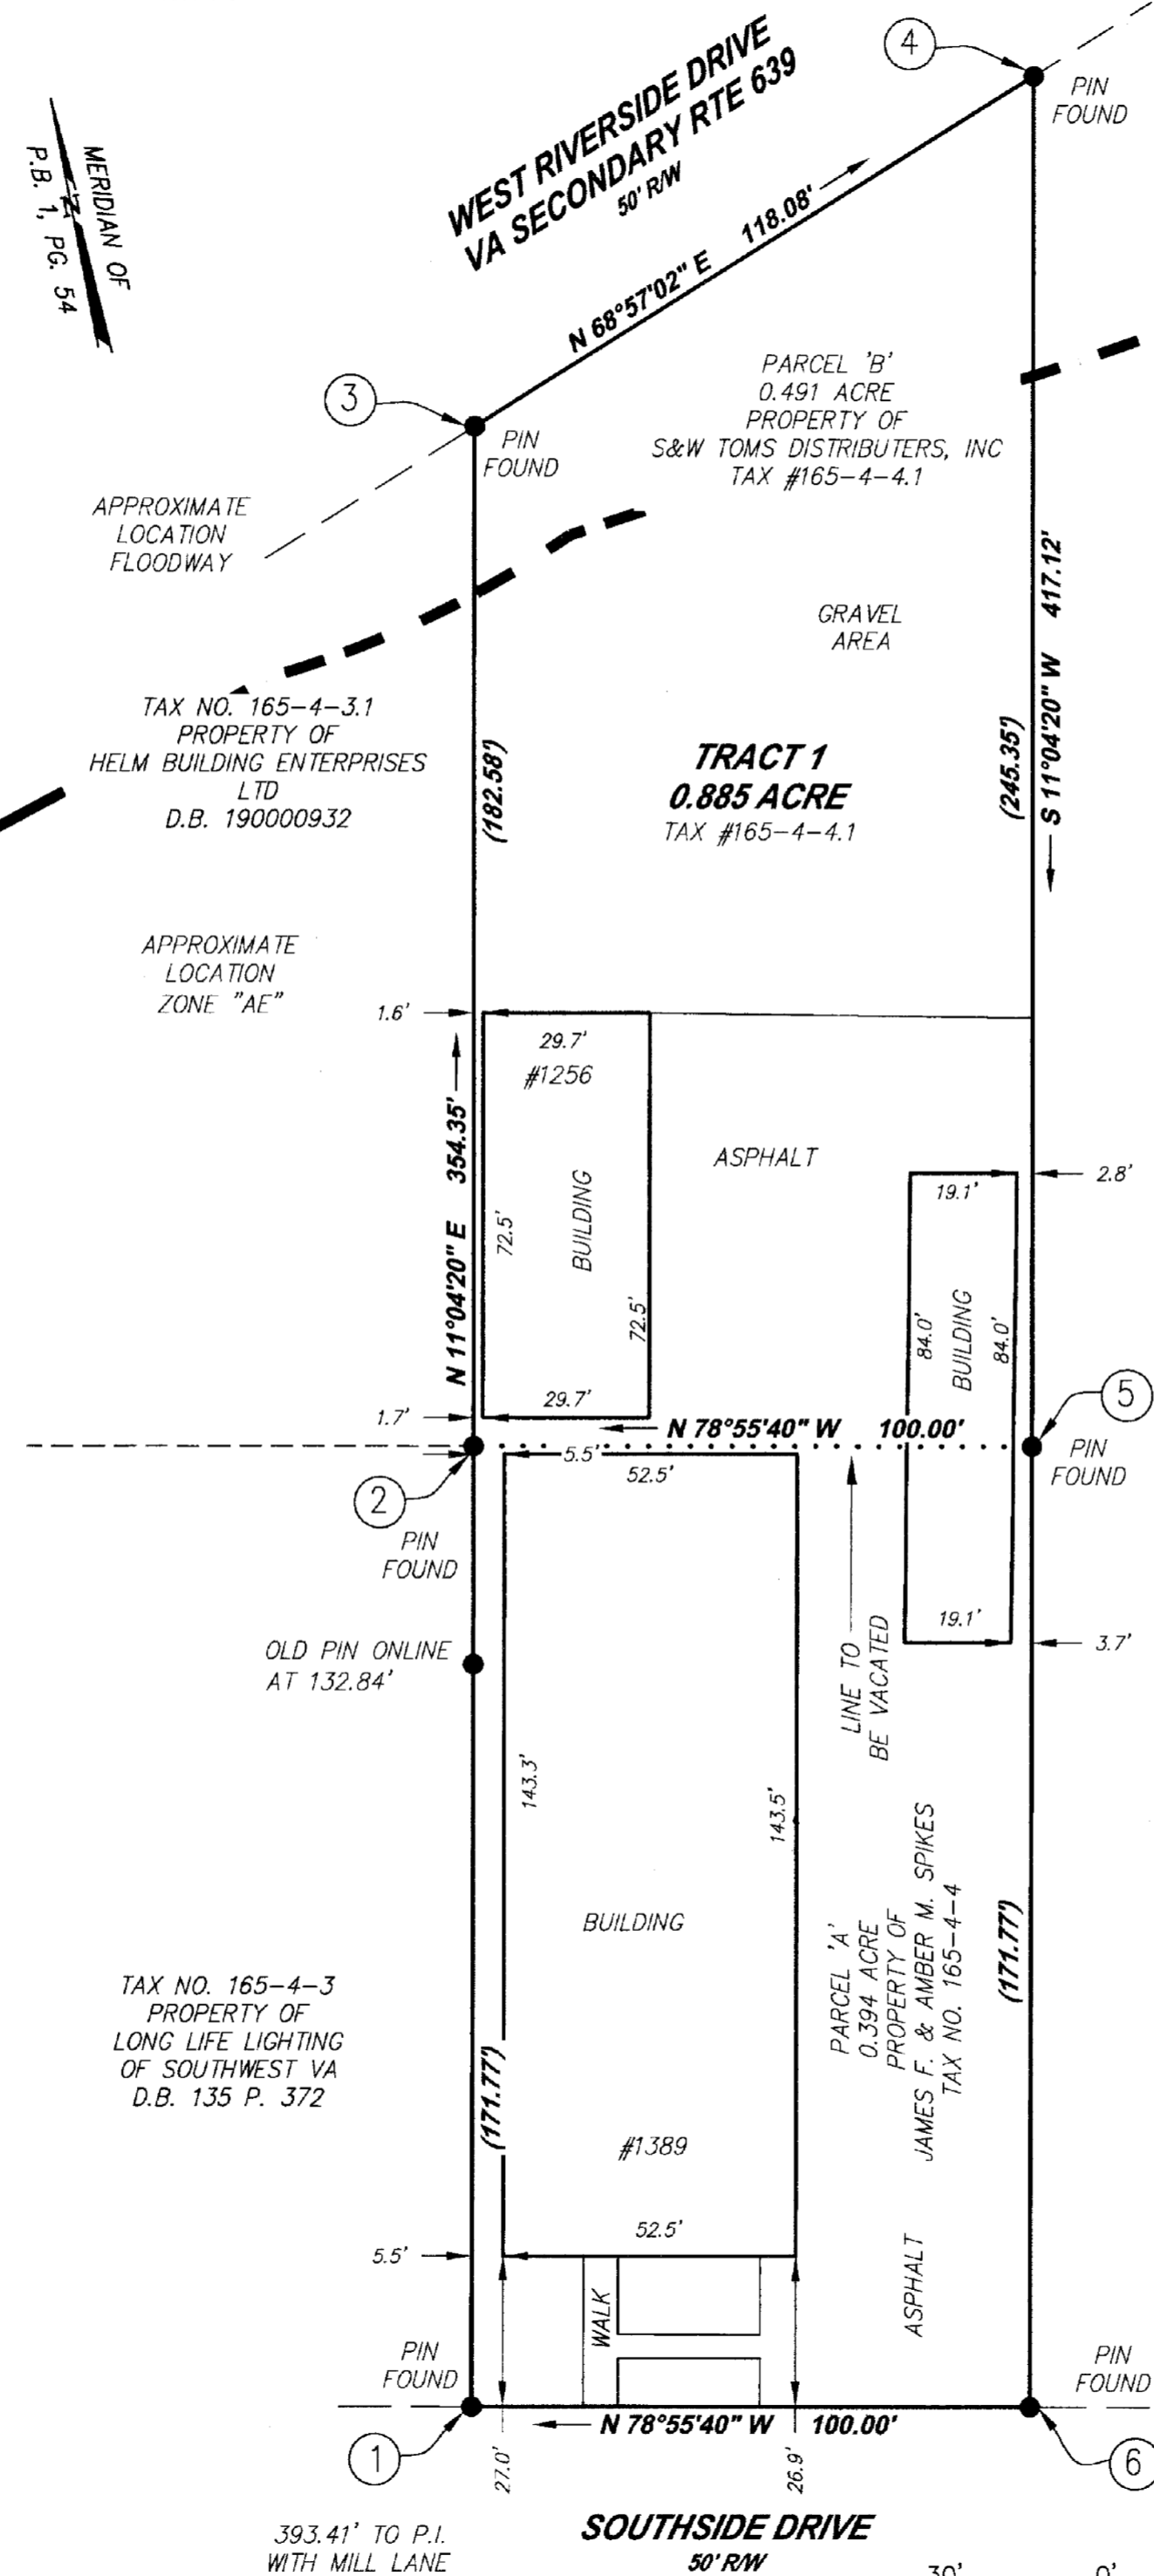 WEST RIVERSIDE DRIVE
VA SECONDARY RTE 639
50' R/W
4
PIN
FOUND
MERIDIAN OF
P.B. 1, PG. 54
N
N 68°57'02" E 118.08'
3
PIN
FOUND
PARCEL 'B'
0.491 ACRE
PROPERTY OF
S&W TOMS DISTRIBUTERS, INC
TAX #165-4-4.1
APPROXIMATE
LOCATION
FLOODWAY
GRAVEL
AREA
S 11°04'20" W 417.12'
(245.35')
TAX NO. 165-4-3.1
PROPERTY OF
HELM BUILDING ENTERPRISES
LTD
D.B. 190000932
(182.58')
TRACT 1
0.885 ACRE
TAX #165-4-4.1
APPROXIMATE
LOCATION
ZONE "AE"
1.6'
29.7'
#1256
N 11°04'20" E 354.35'
72.5'
BUILDING
72.5'
ASPHALT
19.1'
2.8'
84.0'
BUILDING
84.0'
29.7'
1.7'
5
N 78°55'40" W 100.00'
PIN
FOUND
5.5'
52.5'
2
PIN
FOUND
19.1'
3.7'
OLD PIN ONLINE
AT 132.84'
LINE TO
BE VACATED
143.3'
143.5'
BUILDING
PARCEL 'A'
0.394 ACRE
PROPERTY OF
JAMES F. & AMBER M. SPIKES
TAX NO. 165-4-4
(171.77')
TAX NO. 165-4-3
PROPERTY OF
LONG LIFE LIGHTING
OF SOUTHWEST VA
D.B. 135 P. 372
(171.77')
#1389
52.5'
5.5'
WALK
ASPHALT
PIN
FOUND
PIN
FOUND
N 78°55'40" W 100.00'
1
6
27.0'
26.9'
393.41' TO P.I.
WITH MILL LANE
SOUTHSIDE DRIVE
50' R/W
30'
0'